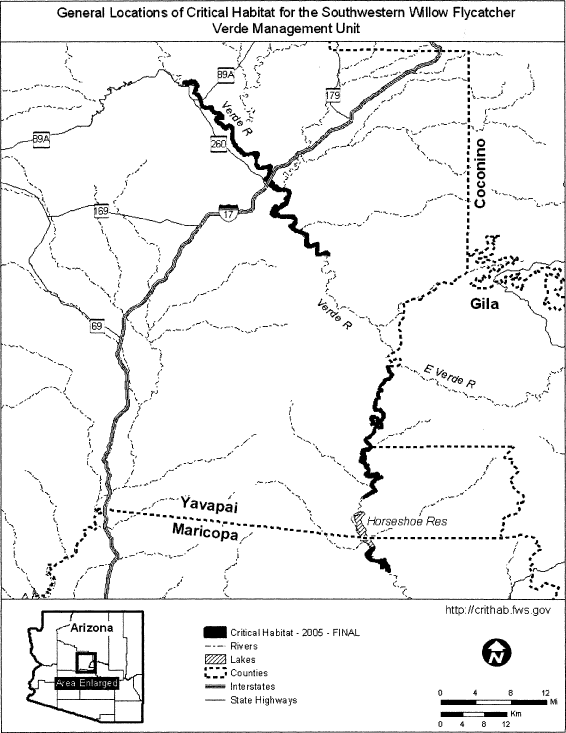 General Locations of Critical Habitat for the Southwestern Willow Flycatcher
Verde Management Unit
89A
179
Verde R
89A
260
Coconino
169
17
Gila
Verde R
69
E Verde R
Yavapai
Maricopa
Horseshoe Res
http://crithab.fws.gov
Arizona
Area Enlarged
Critical Habitat - 2005 - FINAL
Rivers
Lakes
Counties
Interstates
State Highways
N
0 4 8 12 Mi
0 4 8 12 Km